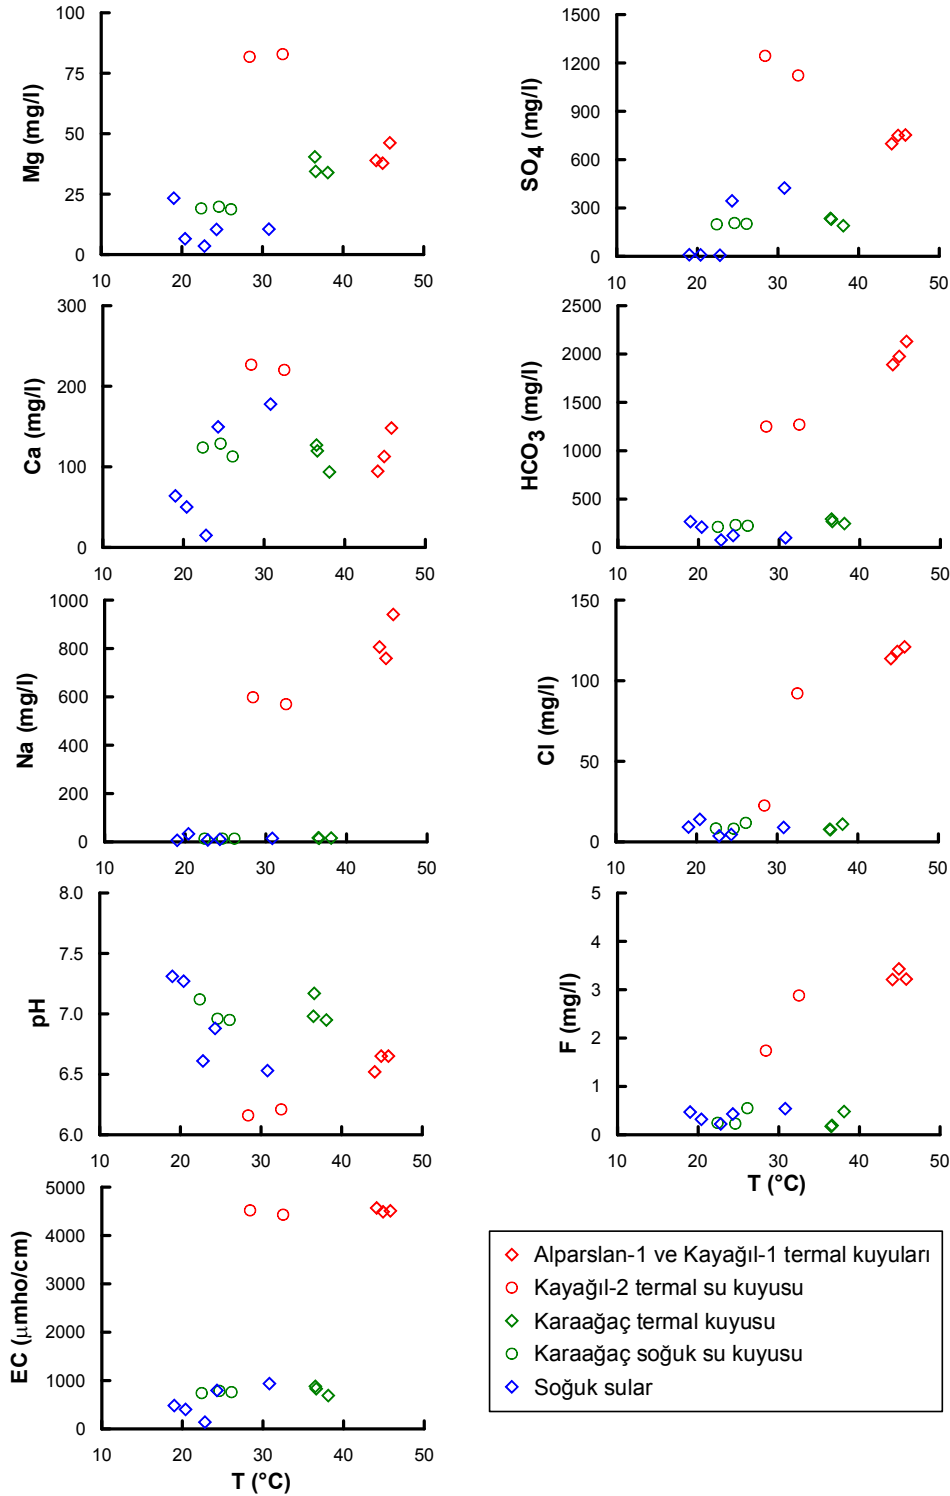 100
75
50
25
0
Mg (mg/l)
10 20 30 40 50
1500
1200
900
600
300
0
SO4 (mg/l)
10 20 30 40 50
300
200
100
0
Ca (mg/l)
10 20 30 40 50
2500
2000
1500
1000
500
0
HCO3 (mg/l)
10 20 30 40 50
1000
800
600
400
200
0
Na (mg/l)
10 20 30 40 50
150
100
50
0
Cl (mg/l)
10 20 30 40 50
8.0
7.5
7.0
6.5
6.0
pH
10 20 30 40 50
5
4
3
2
1
0
F (mg/l)
10 20 30 40 50
T (°C)
5000
4000
3000
2000
1000
0
EC (μmho/cm)
10 20 30 40 50
T (°C)
Alparslan-1 ve Kayağıl-1 termal kuyuları
Kayağıl-2 termal su kuyusu
Karaağaç termal kuyusu
Karaağaç soğuk su kuyusu
Soğuk sular